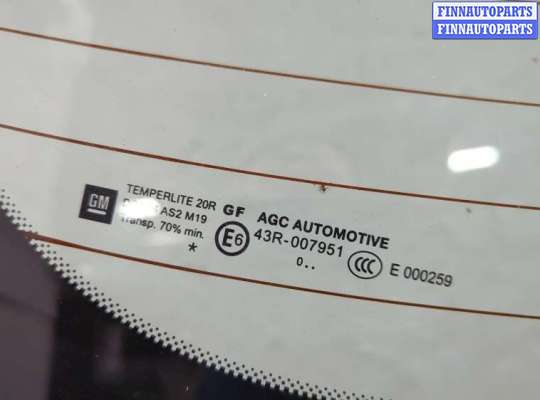 FINNAUTOPARTS
FINNAUTOPARTS
GM
TEMPERLITE 20R
AS2 M19
Transp. 70% min.
*
GF
AGC AUTOMOTIVE
E6
43R-007951
0..
CCC
E 000259